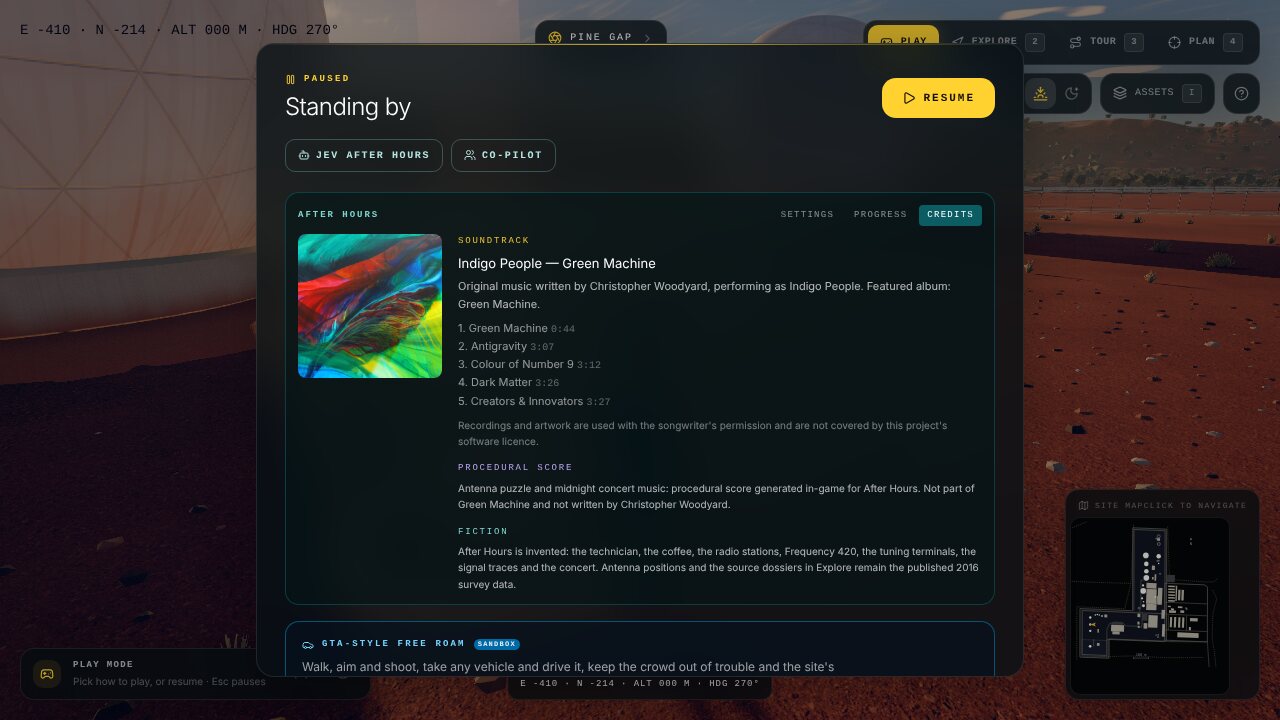 E -410 · N -214 · ALT 000 M · HDG 270°
PINE GAP
PLAY
EXPLORE 2
TOUR 3
PLAN 4
ASSETS I
PAUSED
Standing by
RESUME
JEV AFTER HOURS
CO-PILOT
AFTER HOURS
SETTINGS
PROGRESS
CREDITS
SOUNDTRACK
Indigo People — Green Machine
Original music written by Christopher Woodyard, performing as Indigo People. Featured album:
Green Machine.
1. Green Machine 0:44
2. Antigravity 3:07
3. Colour of Number 9 3:12
4. Dark Matter 3:26
5. Creators & Innovators 3:27
Recordings and artwork are used with the songwriter's permission and are not covered by this project's
software licence.
PROCEDURAL SCORE
Antenna puzzle and midnight concert music: procedural score generated in-game for After Hours. Not part of
Green Machine and not written by Christopher Woodyard.
FICTION
After Hours is invented: the technician, the coffee, the radio stations, Frequency 420, the tuning terminals, the
signal traces and the concert. Antenna positions and the source dossiers in Explore remain the published 2016
survey data.
GTA-STYLE FREE ROAM SANDBOX
Walk, aim and shoot, take any vehicle and drive it, keep the crowd out of trouble and the site's
SITE MAP CLICK TO NAVIGATE
PLAY MODE
Pick how to play, or resume · Esc pauses
E -410 · N -214 · ALT 000 M · HDG 270°